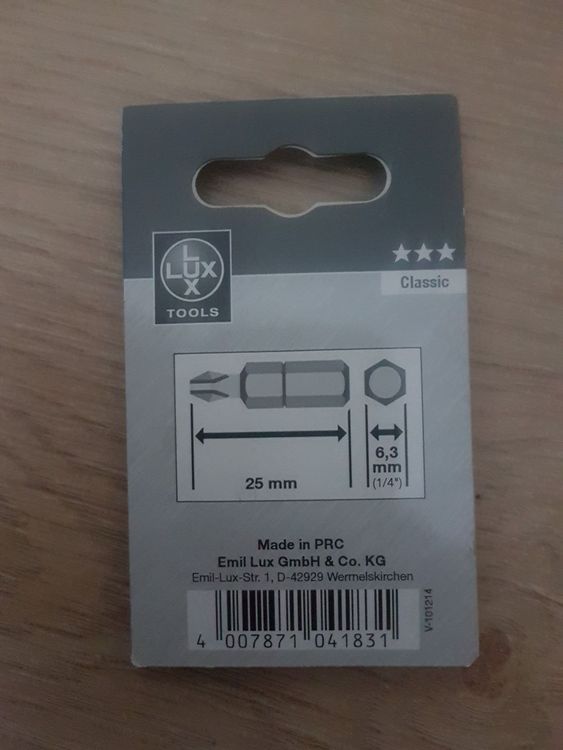 L
LUX
X
TOOLS
Classic
25 mm
6,3
mm
(1/4")
Made in PRC
Emil Lux GmbH & Co. KG
Emil-Lux-Str. 1, D-42929 Wermelskirchen
4 007871 041831
V-101214